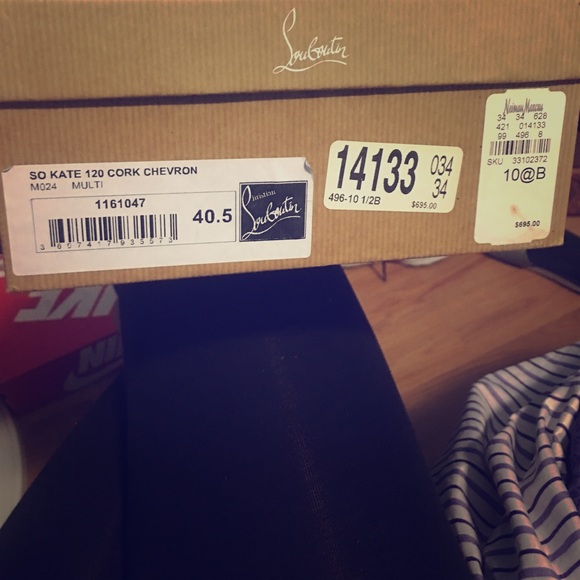 Louboutin
SO KATE 120 CORK CHEVRON
M024 MULTI
1161047
40.5
Christian
Louboutin
14133 034
34
496-10 1/2B $695.00
Neiman Marcus
34 34 628
421 014133
99 496 8
SKU 33102372
10@B
$695.00
NIKE
NIKE